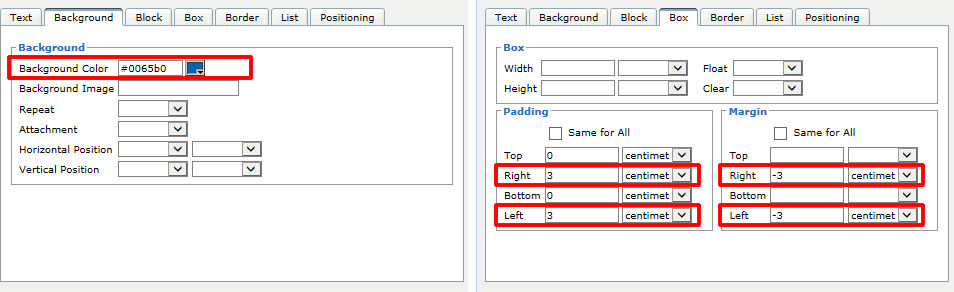 Text Background Block Box Border List Positioning
Background
Background Color #0065b0
Background Image
Repeat
Attachment
Horizontal Position
Vertical Position
Text Background Block Box Border List Positioning
Box
Width Float
Height Clear
Padding
Same for All
Top 0 centimet
Right 3 centimet
Bottom 0 centimet
Left 3 centimet
Margin
Same for All
Top
Right -3 centimet
Bottom
Left -3 centimet